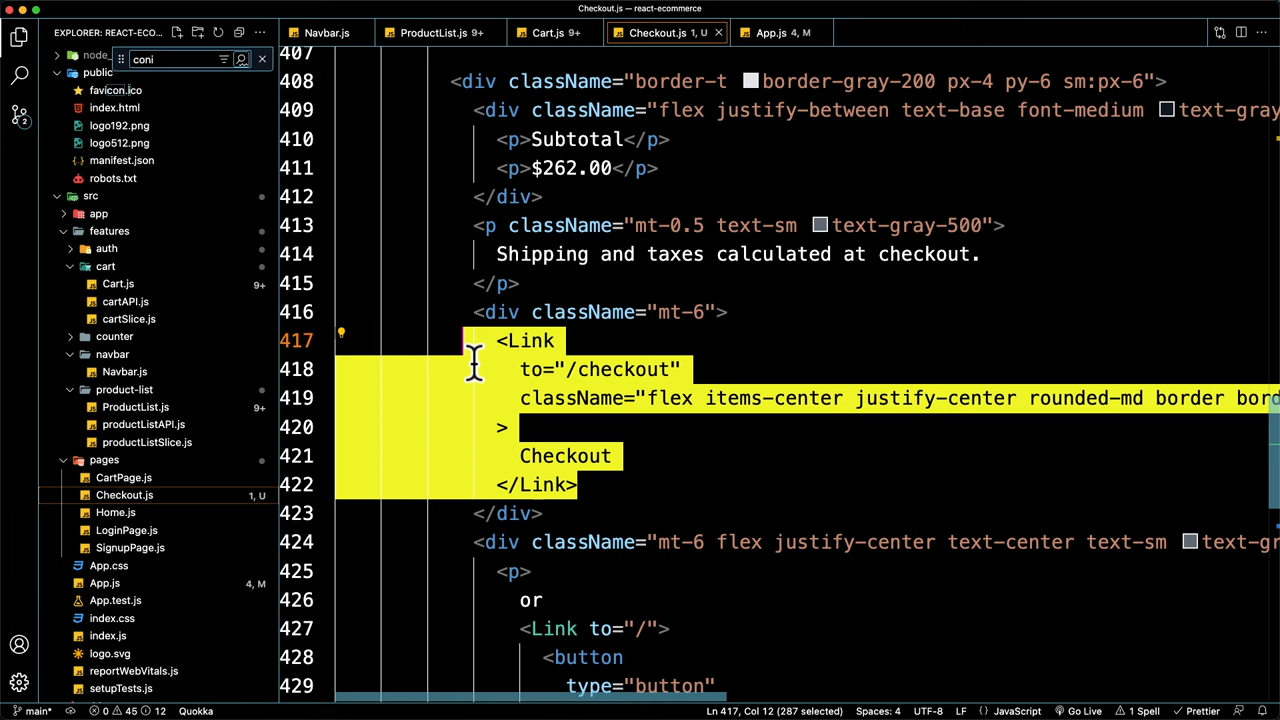 Checkout.js — react-ecommerce
EXPLORER: REACT-ECO...
node_
coni
public
favicon.ico
index.html
logo192.png
logo512.png
manifest.json
robots.txt
src
app
features
auth
cart
Cart.js 9+
cartAPI.js
cartSlice.js
counter
navbar
Navbar.js
product-list
ProductList.js 9+
productListAPI.js
productListSlice.js
pages
CartPage.js
Checkout.js 1, U
Home.js
LoginPage.js
SignupPage.js
App.css
App.js 4, M
App.test.js
index.css
index.js
logo.svg
reportWebVitals.js
setupTests.js
Navbar.js ProductList.js 9+ Cart.js 9+ Checkout.js 1, U App.js 4, M
407
408 <div className="border-t border-gray-200 px-4 py-6 sm:px-6">
409 <div className="flex justify-between text-base font-medium text-gray
410 <p>Subtotal</p>
411 <p>$262.00</p>
412 </div>
413 <p className="mt-0.5 text-sm text-gray-500">
414 Shipping and taxes calculated at checkout.
415 </p>
416 <div className="mt-6">
417 <Link
418 to="/checkout"
419 className="flex items-center justify-center rounded-md border bord
420 >
421 Checkout
422 </Link>
423 </div>
424 <div className="mt-6 flex justify-center text-center text-sm text-gr
425 <p>
426 or
427 <Link to="/">
428 <button
429 type="button"
main* 0 45 12 Quokka Ln 417, Col 12 (287 selected) Spaces: 4 UTF-8 LF JavaScript Go Live 1 Spell Prettier